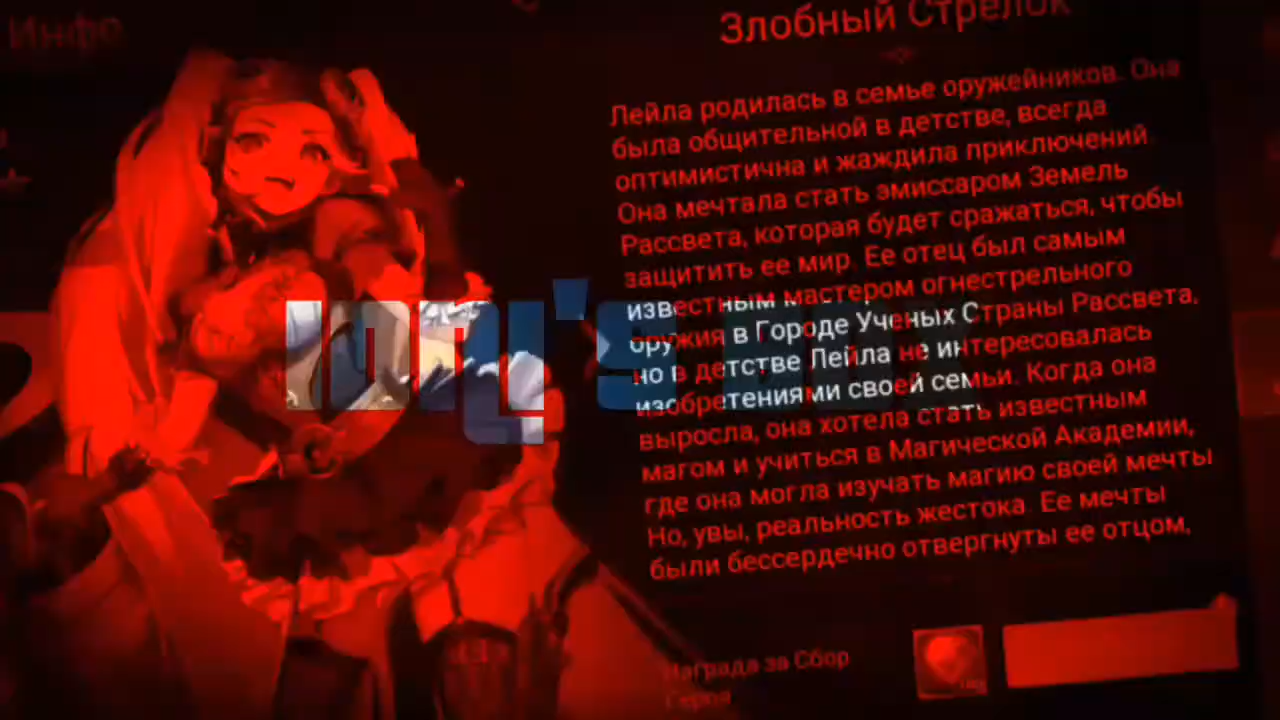 Инфо
Злобный Стрелок
Лейла родилась в семье оружейников. Она
была общительной в детстве, всегда
оптимистична и жаждила приключений
Она мечтала стать эмиссаром Земель
Рассвета, которая будет сражаться, чтобы
защитить ее мир. Ее отец был самым
известным мастером огнестрельного
оружия в Городе Ученых Страны Рассвета,
но в детстве Лейла не интересовалась
изобретениями своей семьи. Когда она
выросла, она хотела стать известным
магом и учиться в Магической Академии,
где она могла изучать магию своей мечты
Но, увы, реальность жестока. Ее мечты
были бессердечно отвергнуты ее отцом,
Награда за Сбор
Героя